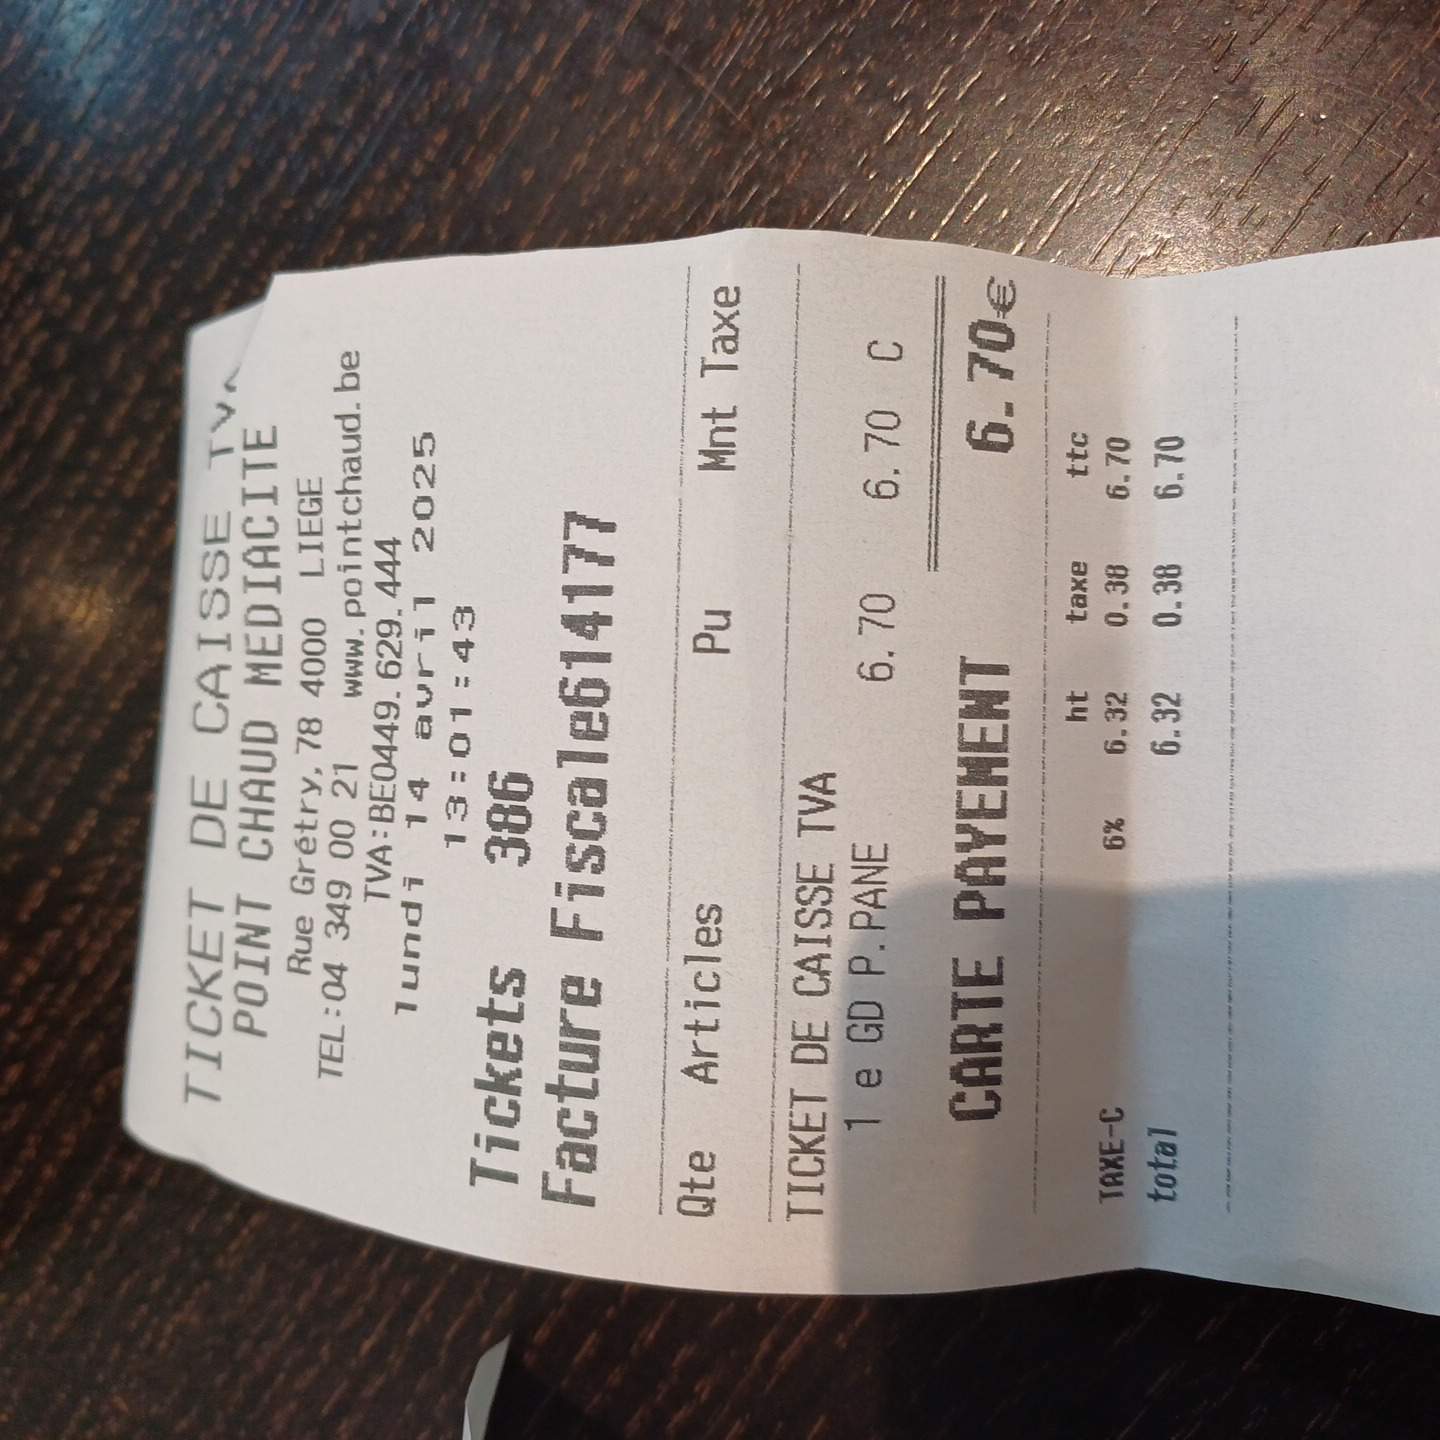 TICKET DE CAISSE TVA
POINT CHAUD MEDIACITE
Rue Grétry, 78 4000 LIEGE
TEL:04 349 00 21 www.pointchaud.be
TVA:BE0449.629.444
lundi 14 avril 2025
13:01:43
Tickets 386
Facture Fiscale614177
Qte Articles Pu Mnt Taxe
TICKET DE CAISSE TVA
1 e GD P.PANE 6.70 6.70 C
CARTE PAYEMENT 6.70€
ht taxe ttc
TAXE-C 6% 6.32 0.38 6.70
total 6.32 0.38 6.70